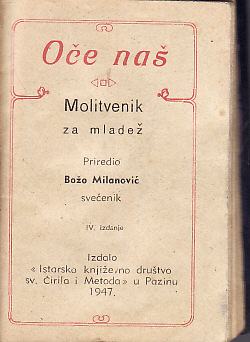 Oče naš
Molitvenik
za mladež
Priredio
Božo Milanović
svećenik
IV. izdanje
Izdalo
« Istarsko književno društvo
sv. Ćirila i Metoda » u Pazinu
1947.